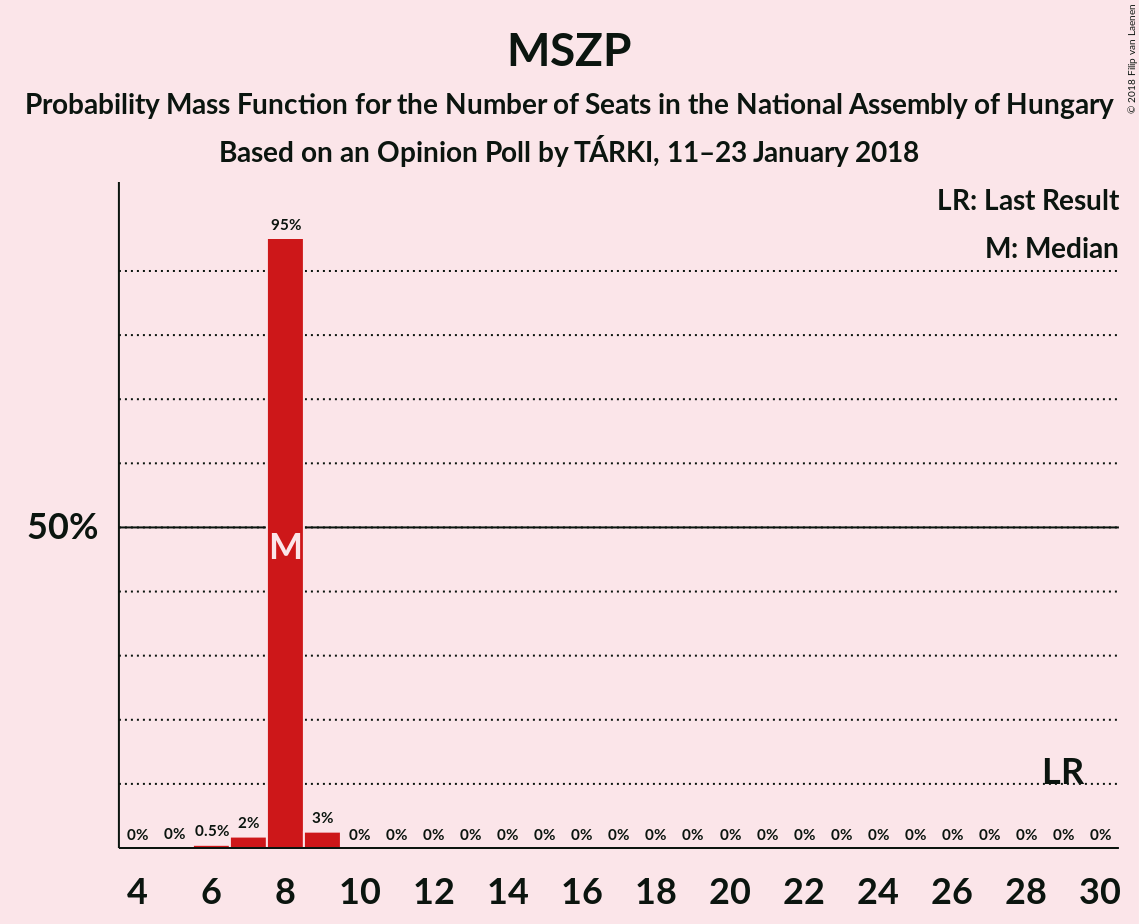 MSZP
Probability Mass Function for the Number of Seats in the National Assembly of Hungary
Based on an Opinion Poll by TÁRKI, 11–23 January 2018
© 2018 Filip van Laenen
LR: Last Result
M: Median
95%
50%
M
LR
0% 0% 0.5% 2% 3% 0% 0% 0% 0% 0% 0% 0% 0% 0% 0% 0% 0% 0% 0% 0% 0% 0% 0% 0% 0% 0%
4 6 8 10 12 14 16 18 20 22 24 26 28 30